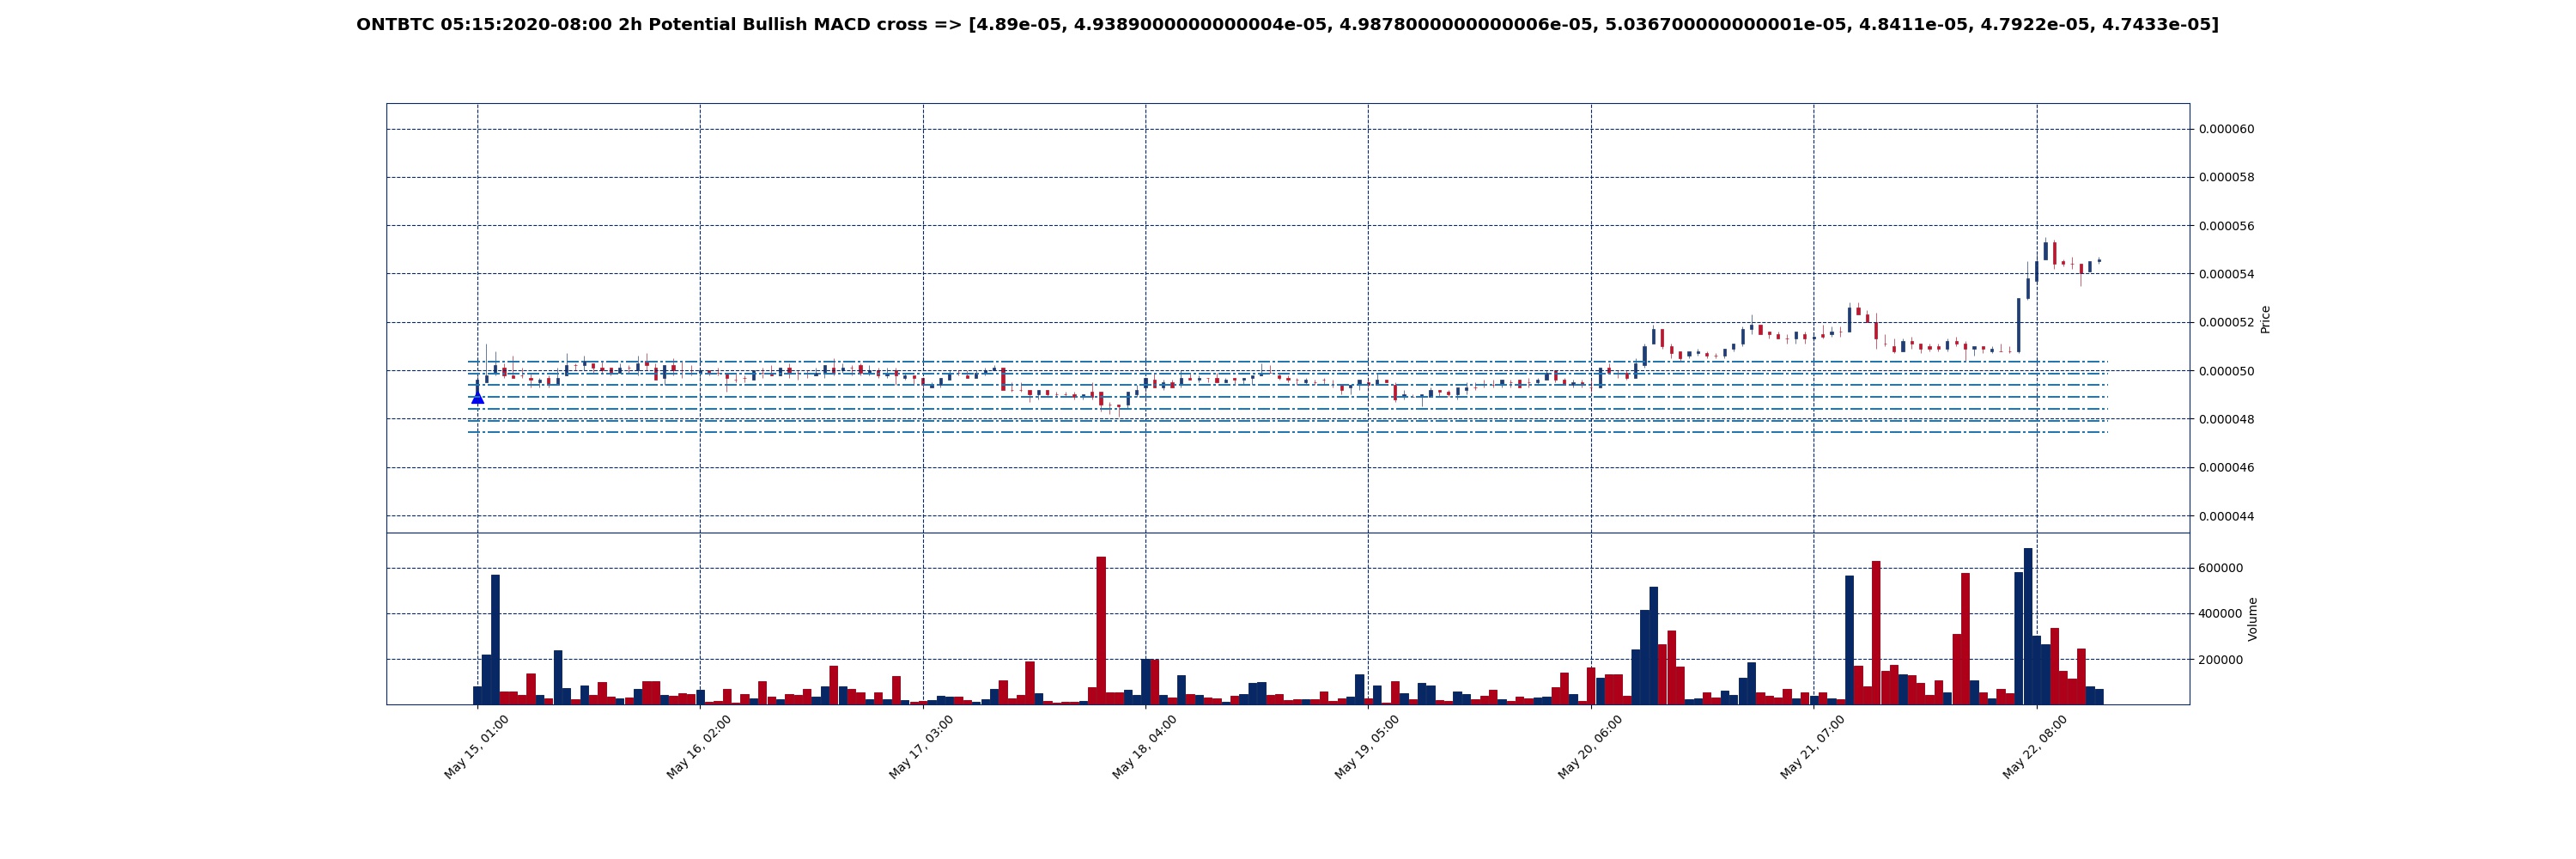 ONTBTC 05:15:2020-08:00 2h Potential Bullish MACD cross => [4.89e-05, 4.9389000000000004e-05, 4.9878000000000006e-05, 5.036700000000001e-05, 4.8411e-05, 4.7922e-05, 4.7433e-05]
0.000060
0.000058
0.000056
0.000054
0.000052
0.000050
0.000048
0.000046
0.000044
Price
600000
400000
200000
Volume
May 15, 01:00
May 16, 02:00
May 17, 03:00
May 18, 04:00
May 19, 05:00
May 20, 06:00
May 21, 07:00
May 22, 08:00